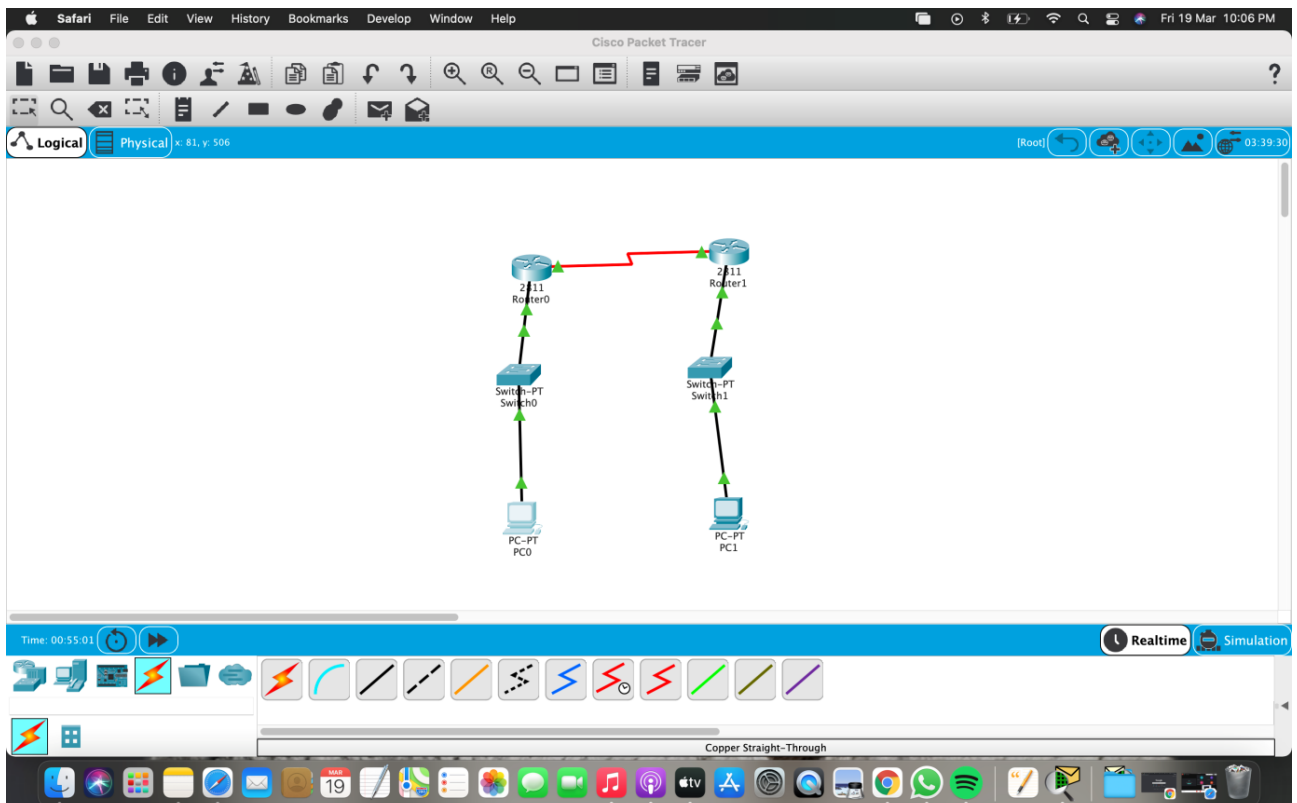 Safari File Edit View History Bookmarks Develop Window Help Fri 19 Mar 10:06 PM
Cisco Packet Tracer
?
Logical Physical x: 81, y: 506 [Root] 03:39:30
2811
Router0
2811
Router1
Switch-PT
Switch0
Switch-PT
Switch1
PC-PT
PC0
PC-PT
PC1
Time: 00:55:01 Realtime Simulation
Copper Straight-Through
MAR
19
tv